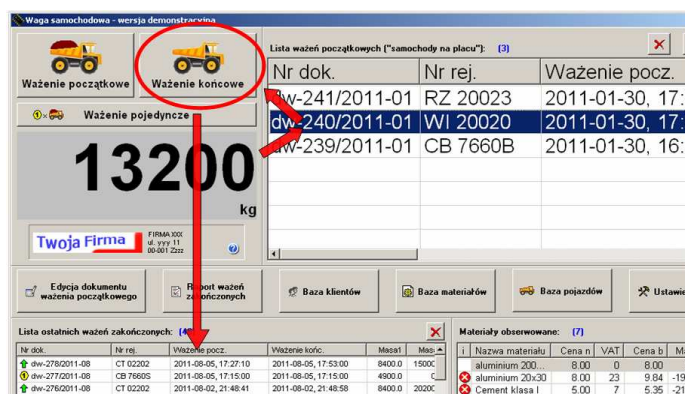 Waga samochodowa - wersja demonstracyjna
Ważenie początkowe
Ważenie końcowe
Lista ważeń początkowych ("samochody na placu"): (3)
Nr dok. Nr rej. Ważenie pocz.
dw-241/2011-01 RZ 20023 2011-01-30, 17:
dw-240/2011-01 WI 20020 2011-01-30, 17:
dw-239/2011-01 CB 7660B 2011-01-30, 16:
Ważenie pojedyncze
13200
kg
Twoja Firma
FIRMA XXX
ul. yyy 11
00-001 Zzzz
Edycja dokumentu
ważenia początkowego
Raport ważeń
zakończonych
Baza klientów
Baza materiałów
Baza pojazdów
Ustawie
Lista ostatnich ważeń zakończonych:
Nr dok. Nr rej. Ważenie pocz. Ważenie końc. Masa1 Mas
dw-278/2011-08 CT 02202 2011-08-05, 17:27:10 2011-08-05, 17:53:00 8400.0 15000
dw-277/2011-08 CB 7660S 2011-08-05, 17:15:00 2011-08-05, 17:15:00 4900.0
dw-276/2011-08 CT 02202 2011-08-02, 21:48:41 2011-08-02, 21:48:58 8400.0 20200
Materiały obserwowane: (7)
i Nazwa materiału Cena n VAT Cena b Ma
aluminium 200... 8.00 0 8.00
aluminium 20x30 8.00 23 9.84 -19
Cement klasa I 5.00 7 5.35 -21